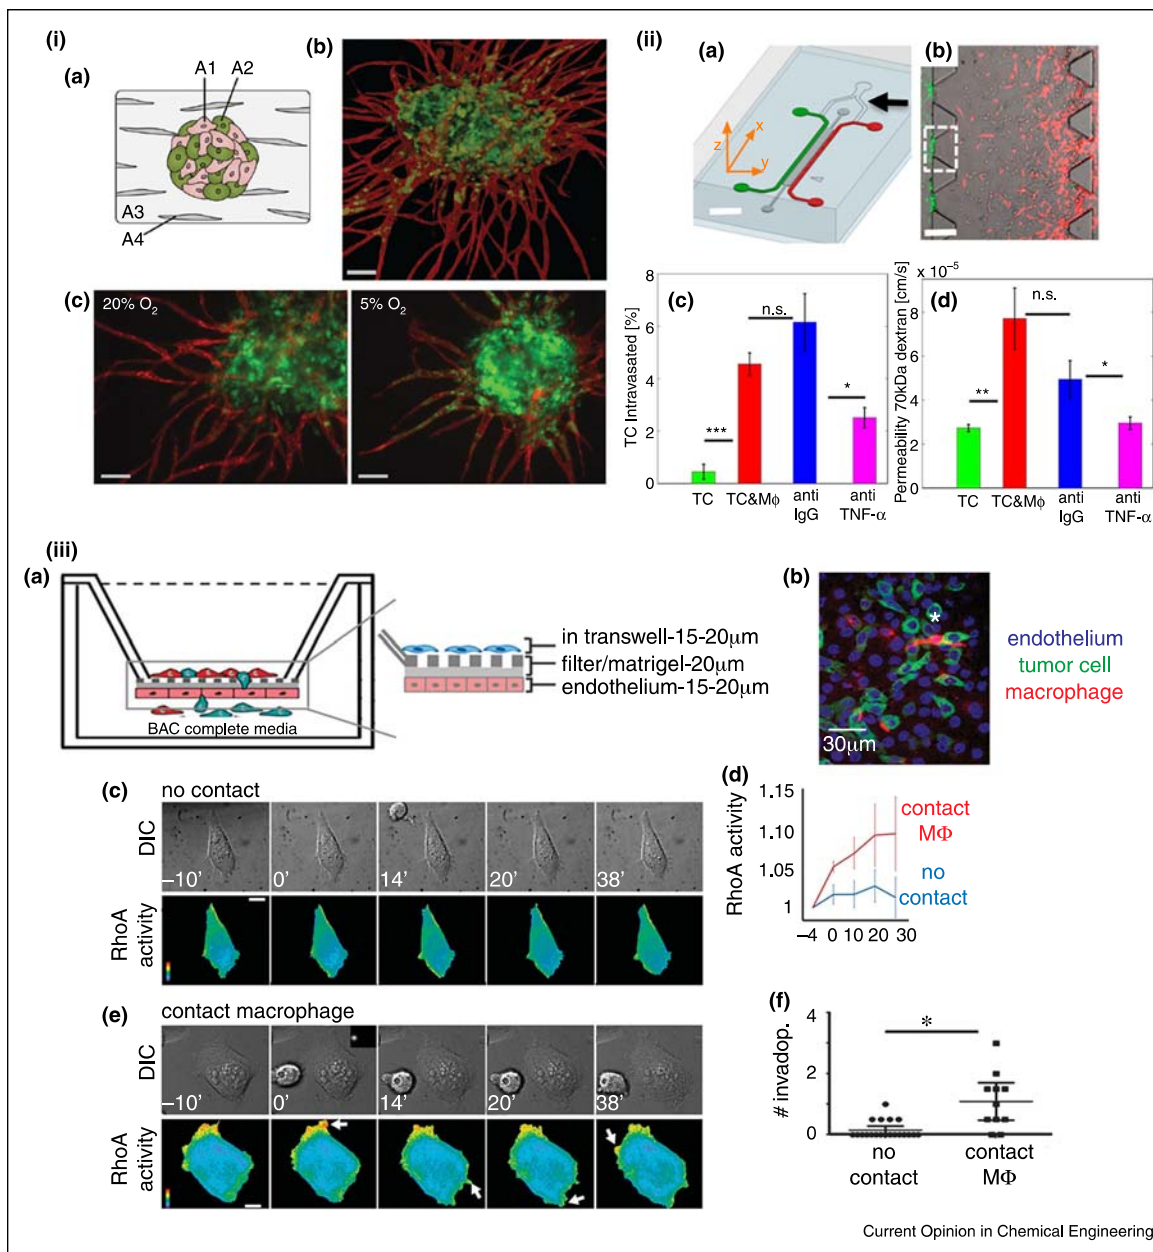 (i)
(a)
A1 A2
A3
A4
(b)
(c)
20% O2
5% O2
(ii)
(a)
z x y
(b)
(c)
TC Intravasated [%]
8
6
4
2
0
***
n.s.
*
TC TC&Mϕ anti IgG anti TNF-α
(d)
x 10⁻⁵
Permeability 70kDa dextran [cm/s]
8
6
4
2
0
**
n.s.
*
TC TC&Mϕ anti IgG anti TNF-α
(iii)
(a)
BAC complete media
in transwell-15-20μm
filter/matrigel-20μm
endothelium-15-20μm
(b)
*
30μm
endothelium
tumor cell
macrophage
(c) no contact
DIC
–10' 0' 14' 20' 38'
RhoA activity
(d)
RhoA activity
1.15
1.10
1.05
1
–4 0 10 20 30
contact
MΦ
no
contact
(e) contact macrophage
DIC
–10' 0' 14' 20' 38'
RhoA activity
(f)
# invadop.
4
2
0
*
no contact
contact MΦ
Current Opinion in Chemical Engineering